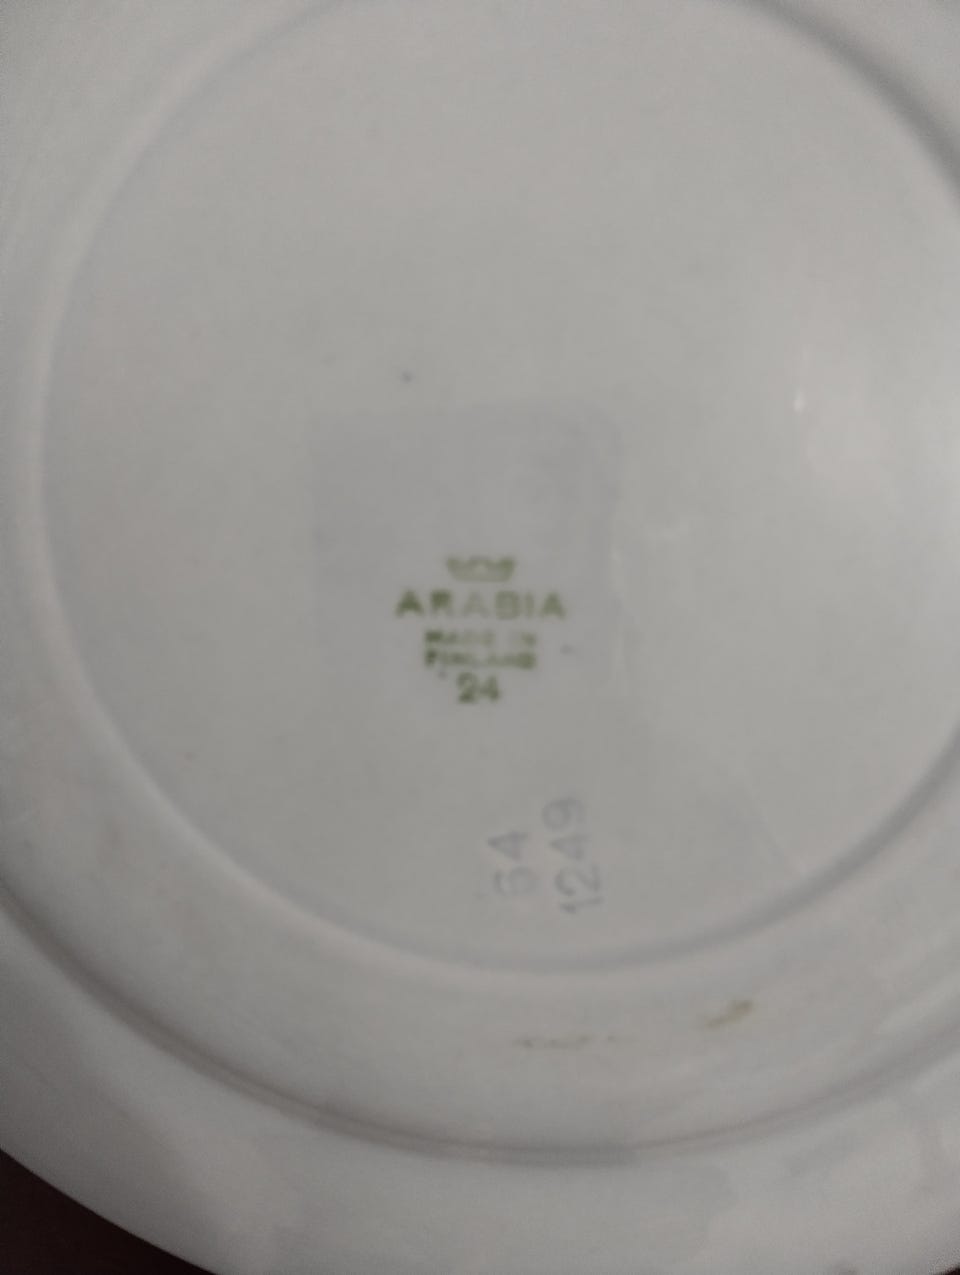 ARABIA
MADE IN
FINLAND
24
64
1249